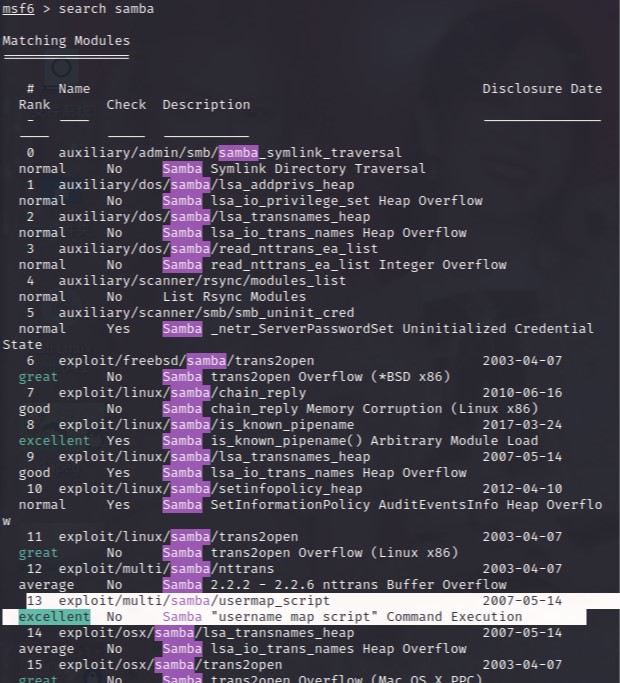 msf6 > search samba
Matching Modules
# Name Disclosure Date
Rank Check Description
- ---- ---------------
---- ----- -----------
0 auxiliary/admin/smb/samba_symlink_traversal
normal No Samba Symlink Directory Traversal
1 auxiliary/dos/samba/lsa_addprivs_heap
normal No Samba lsa_io_privilege_set Heap Overflow
2 auxiliary/dos/samba/lsa_transnames_heap
normal No Samba lsa_io_trans_names Heap Overflow
3 auxiliary/dos/samba/read_nttrans_ea_list
normal No Samba read_nttrans_ea_list Integer Overflow
4 auxiliary/scanner/rsync/modules_list
normal No List Rsync Modules
5 auxiliary/scanner/smb/smb_uninit_cred
normal Yes Samba _netr_ServerPasswordSet Uninitialized Credential
State
6 exploit/freebsd/samba/trans2open 2003-04-07
great No Samba trans2open Overflow (*BSD x86)
7 exploit/linux/samba/chain_reply 2010-06-16
good No Samba chain_reply Memory Corruption (Linux x86)
8 exploit/linux/samba/is_known_pipename 2017-03-24
excellent Yes Samba is_known_pipename() Arbitrary Module Load
9 exploit/linux/samba/lsa_transnames_heap 2007-05-14
good Yes Samba lsa_io_trans_names Heap Overflow
10 exploit/linux/samba/setinfopolicy_heap 2012-04-10
normal Yes Samba SetInformationPolicy AuditEventsInfo Heap Overflo
w
11 exploit/linux/samba/trans2open 2003-04-07
great No Samba trans2open Overflow (Linux x86)
12 exploit/multi/samba/nttrans 2003-04-07
average No Samba 2.2.2 - 2.2.6 nttrans Buffer Overflow
13 exploit/multi/samba/usermap_script 2007-05-14
excellent No Samba "username map script" Command Execution
14 exploit/osx/samba/lsa_transnames_heap 2007-05-14
average No Samba lsa_io_trans_names Heap Overflow
15 exploit/osx/samba/trans2open 2003-04-07
great No Samba trans2open Overflow (Mac OS X PPC)